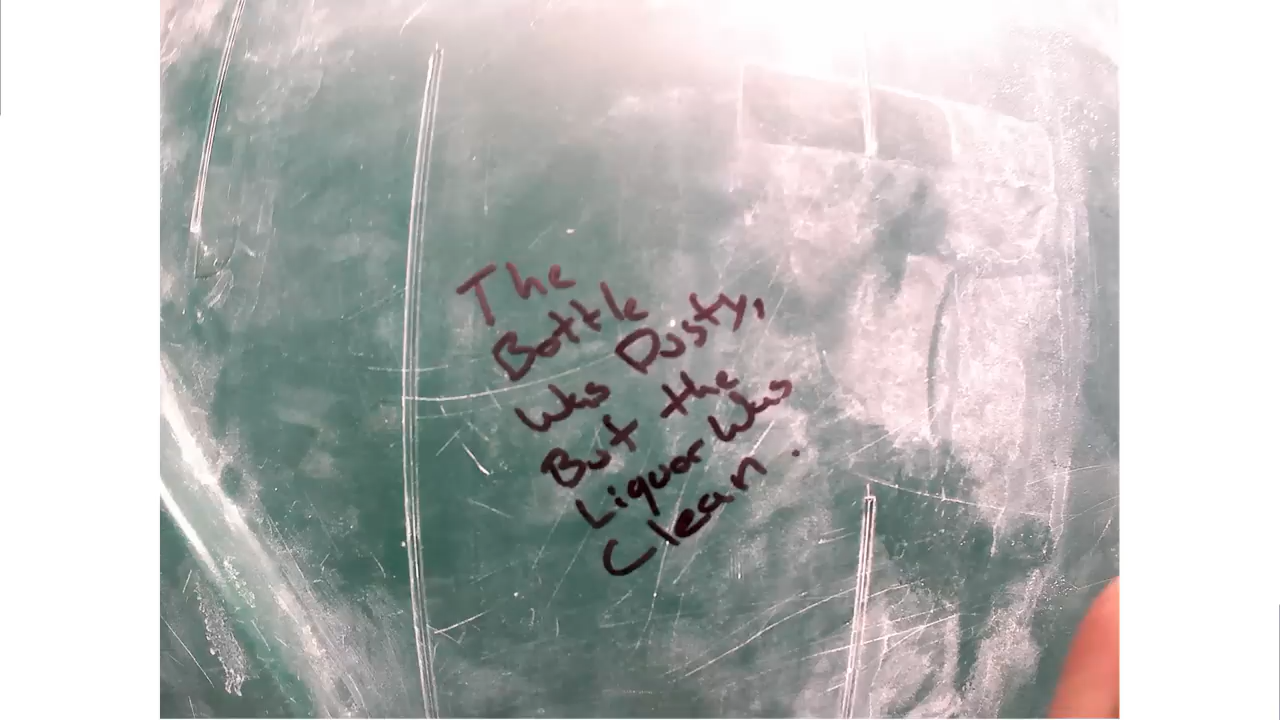 The
Bottle
Was Dusty,
But the
Liquor Was
Clean.